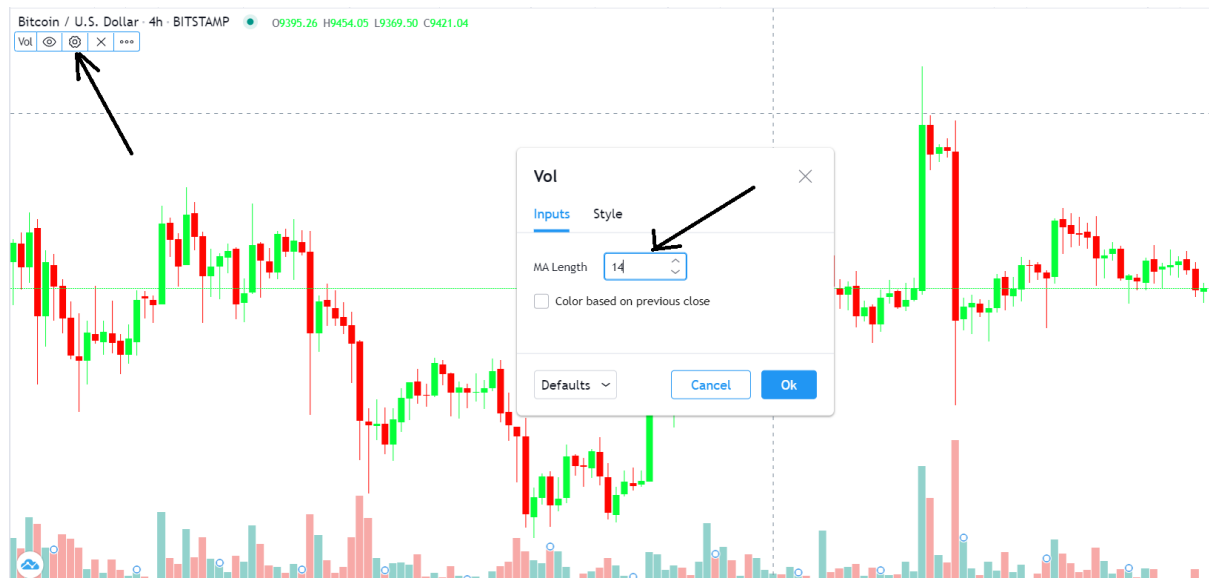 Bitcoin / U.S. Dollar · 4h · BITSTAMP O9395.26 H9454.05 L9369.50 C9421.04
Vol
Vol
Inputs Style
MA Length 14
Color based on previous close
Defaults Cancel Ok